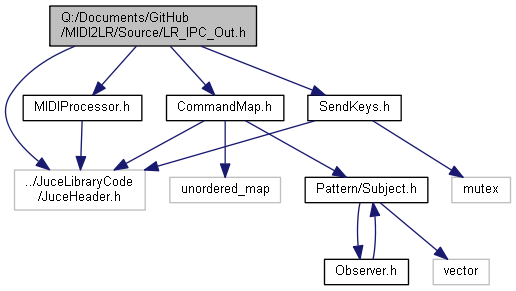 Q:/Documents/GitHub
/MIDI2LR/Source/LR_IPC_Out.h
MIDIProcessor.h
CommandMap.h
SendKeys.h
../JuceLibraryCode
/JuceHeader.h
unordered_map
Pattern/Subject.h
mutex
Observer.h
vector